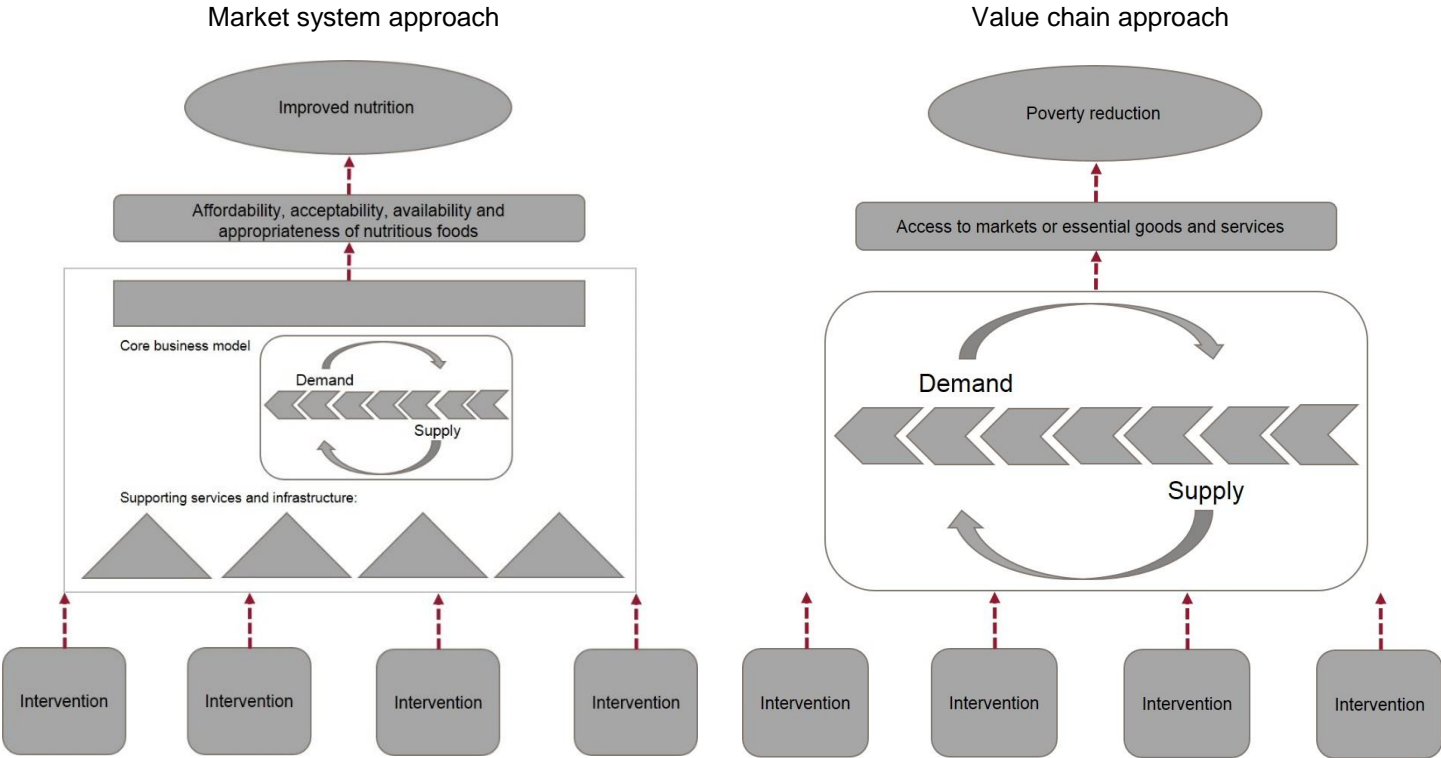 Market system approach
Improved nutrition
Affordability, acceptability, availability and
appropriateness of nutritious foods
Core business model
Demand
Supply
Supporting services and infrastructure:
Intervention
Intervention
Intervention
Intervention
Value chain approach
Poverty reduction
Access to markets or essential goods and services
Demand
Supply
Intervention
Intervention
Intervention
Intervention